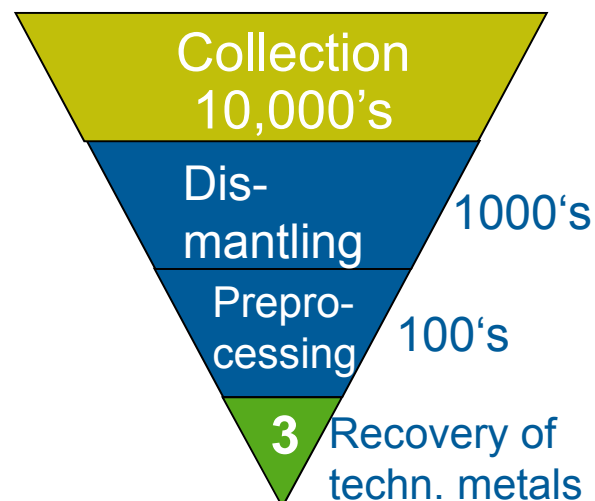 Collection
10,000’s
Dis-
mantling
1000‘s
Prepro-
cessing
100‘s
3
Recovery of
techn. metals